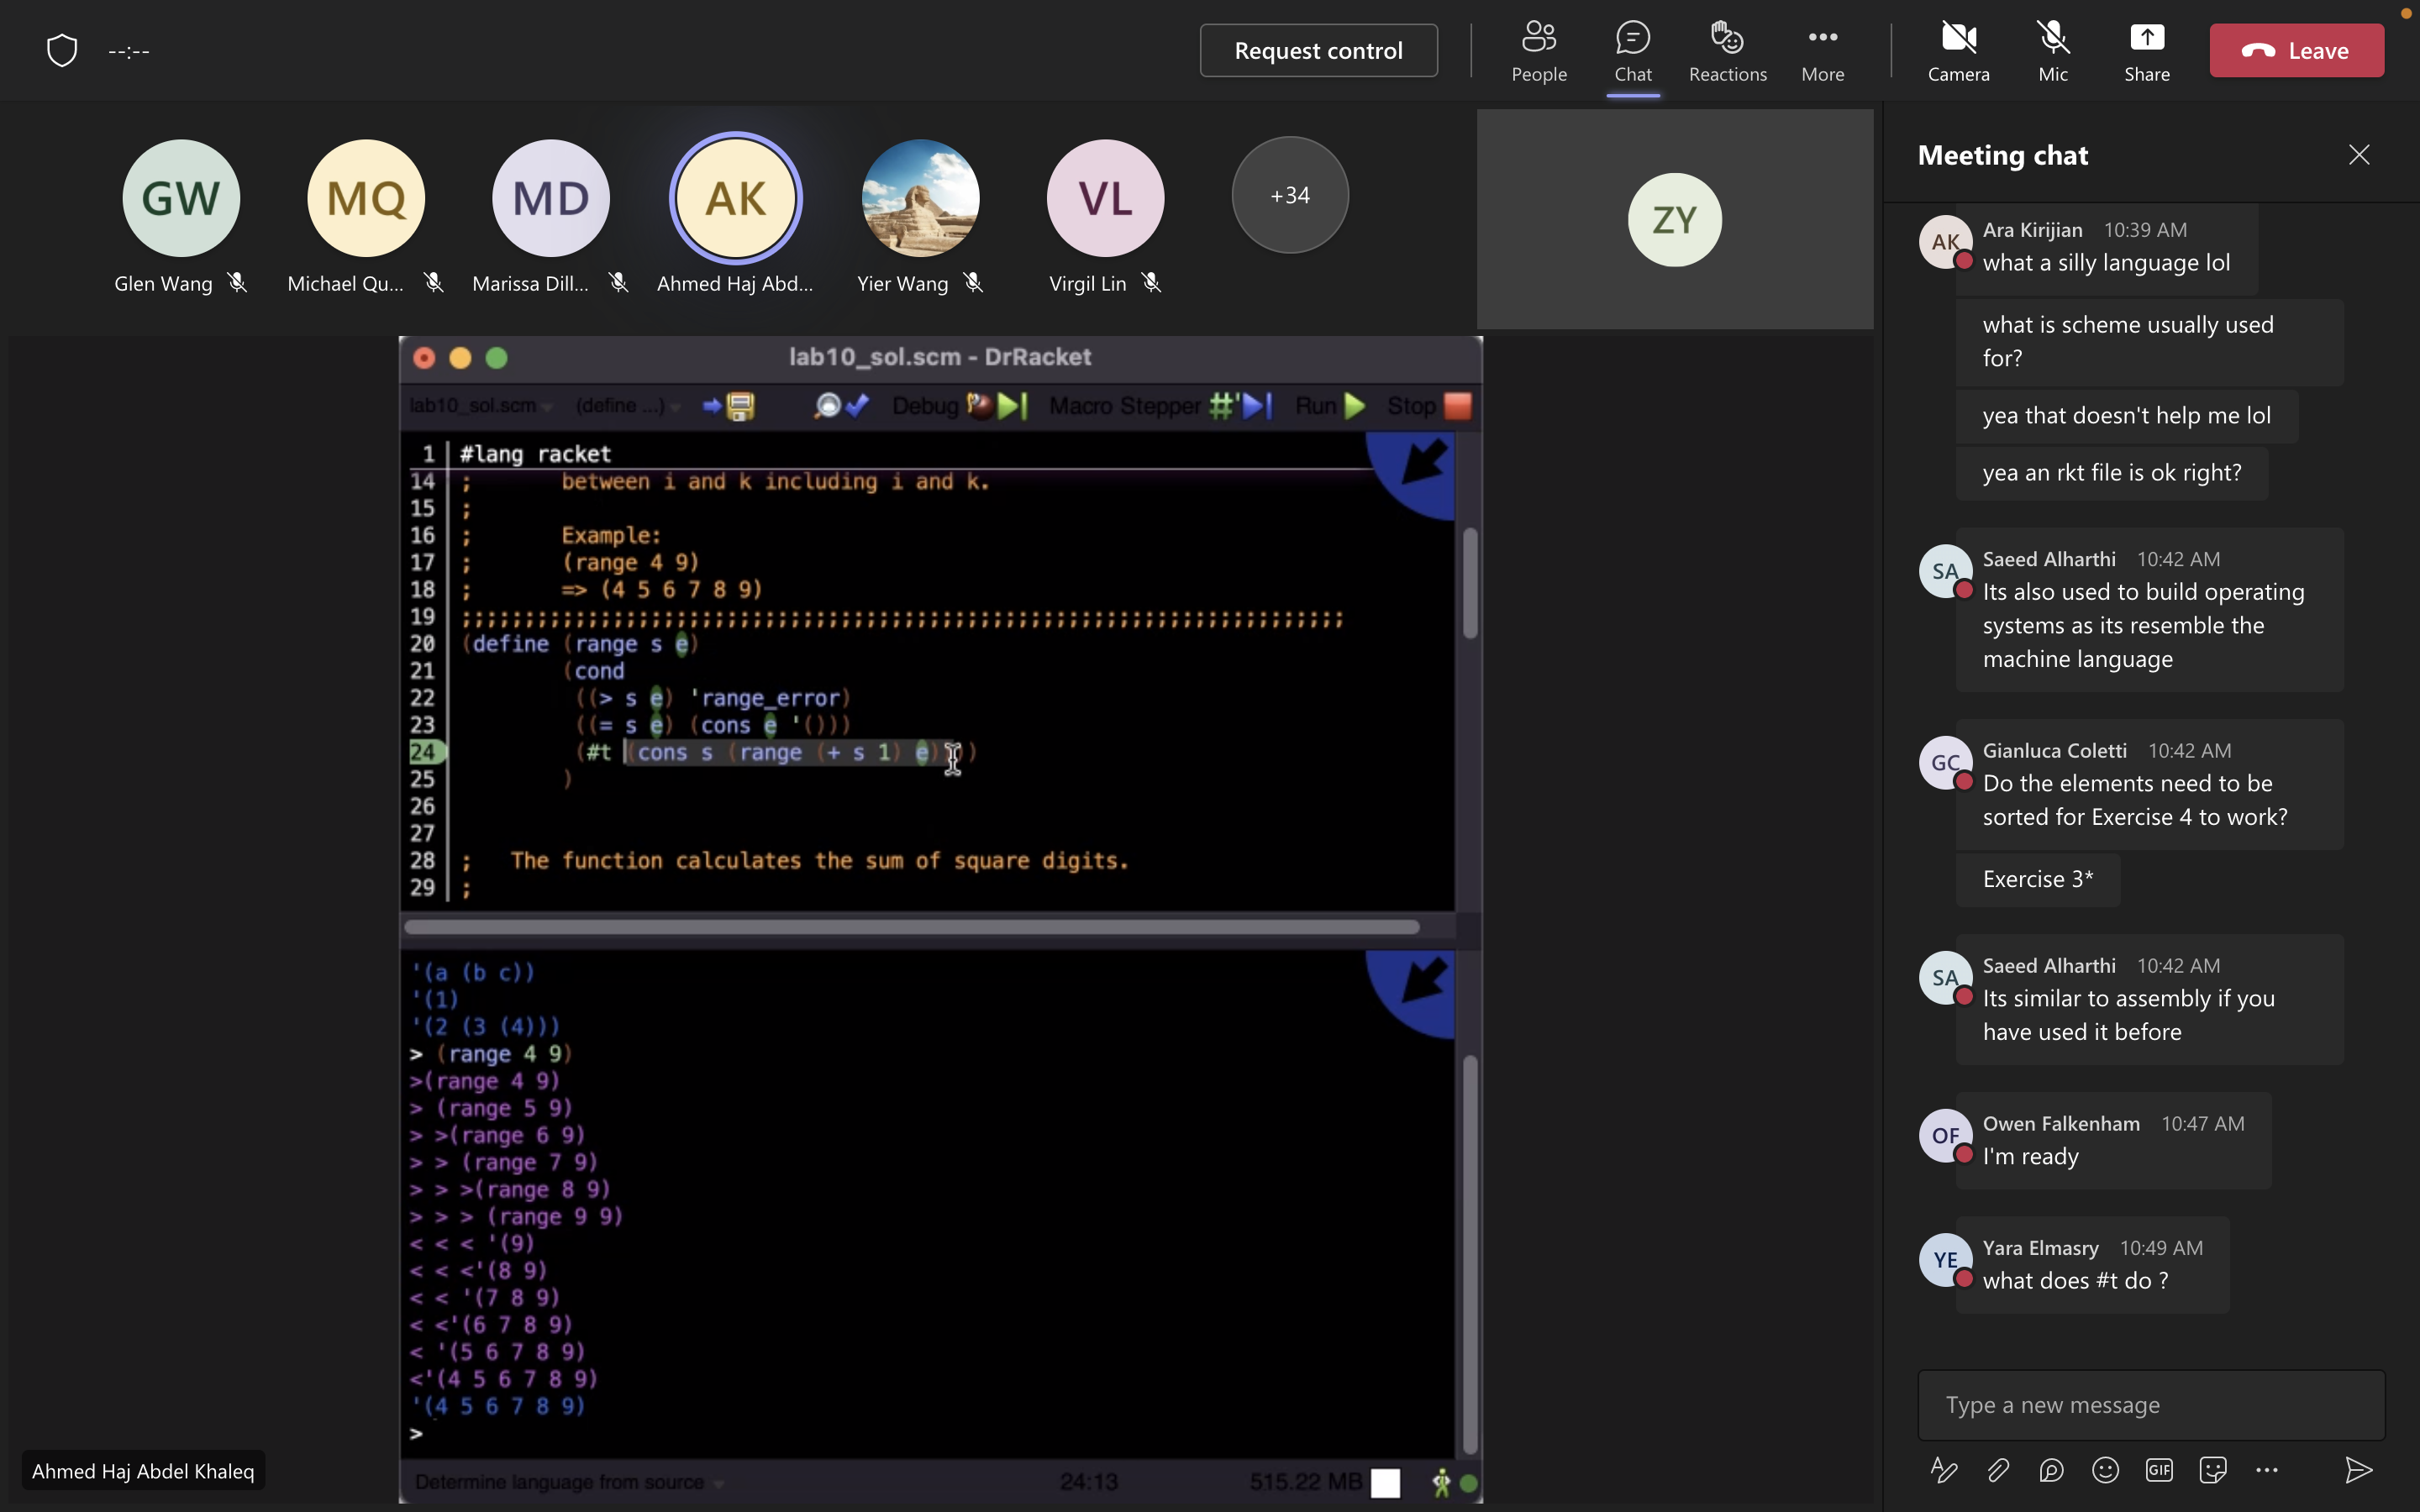 --:--
Request control
People
Chat
Reactions
More
Camera
Mic
Share
Leave
GW
MQ
MD
AK
VL
+34
ZY
Glen Wang
Michael Qu...
Marissa Dill...
Ahmed Haj Abd...
Yier Wang
Virgil Lin
lab10_sol.scm - DrRacket
lab10_sol.scm
(define ...)
Debug
Macro Stepper
#'
Run
Stop
1 #lang racket
14 ; between i and k including i and k.
15 ;
16 ; Example:
17 ; (range 4 9)
18 ; => (4 5 6 7 8 9)
19 ;;;;;;;;;;;;;;;;;;;;;;;;;;;;;;;;;;;;;;;;;;;;;;;;;;;;;;;;;;;;;;;;;;;;;;
20 (define (range s e)
21 (cond
22 ((> s e) 'range_error)
23 ((= s e) (cons e '()))
24 (#t (cons s (range (+ s 1) e))))
25 )
26
27
28 ; The function calculates the sum of square digits.
29 ;
'(a (b c))
'(1)
'(2 (3 (4)))
> (range 4 9)
>(range 4 9)
> (range 5 9)
> >(range 6 9)
> > (range 7 9)
> > >(range 8 9)
> > > (range 9 9)
< < < '(9)
< < <'(8 9)
< < '(7 8 9)
< <'(6 7 8 9)
< '(5 6 7 8 9)
<'(4 5 6 7 8 9)
'(4 5 6 7 8 9)
>
Determine language from source
24:13
515.22 MB
Ahmed Haj Abdel Khaleq
Meeting chat
AK
Ara Kirijian 10:39 AM
what a silly language lol
what is scheme usually used
for?
yea that doesn't help me lol
yea an rkt file is ok right?
SA
Saeed Alharthi 10:42 AM
Its also used to build operating
systems as its resemble the
machine language
GC
Gianluca Coletti 10:42 AM
Do the elements need to be
sorted for Exercise 4 to work?
Exercise 3*
SA
Saeed Alharthi 10:42 AM
Its similar to assembly if you
have used it before
OF
Owen Falkenham 10:47 AM
I'm ready
YE
Yara Elmasry 10:49 AM
what does #t do ?
Type a new message
GIF